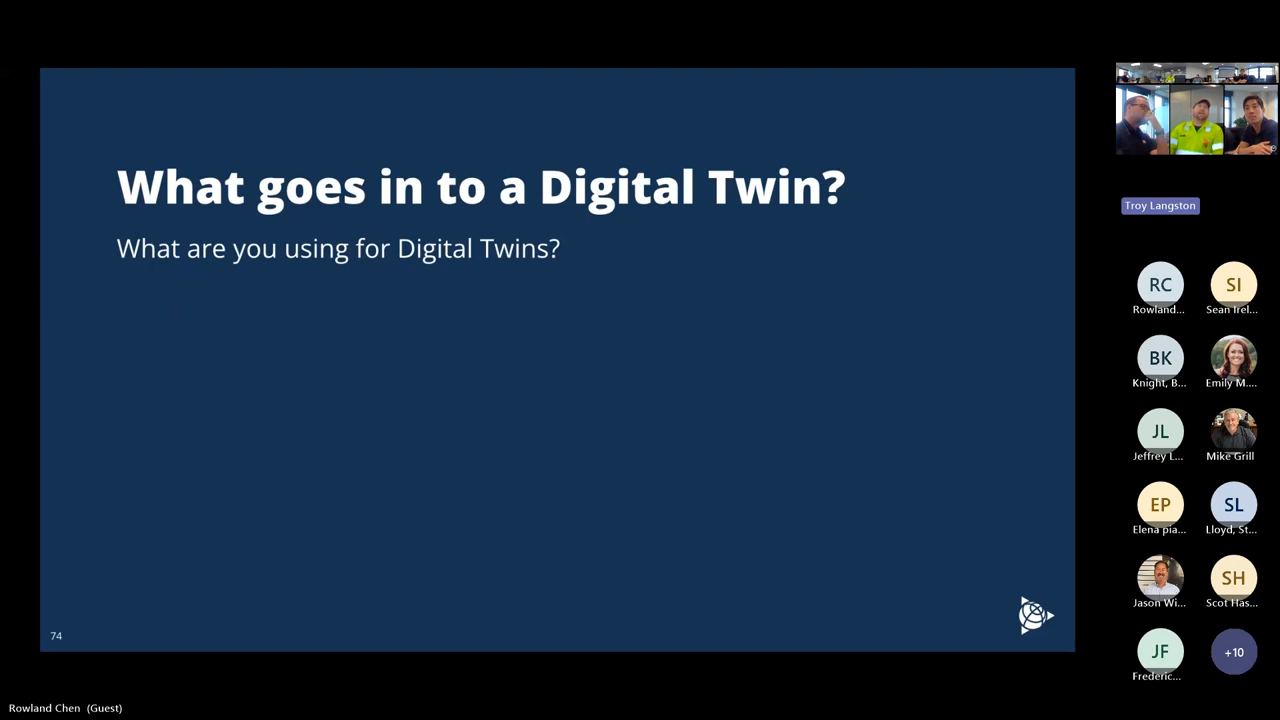 What goes in to a Digital Twin?
What are you using for Digital Twins?
74
Troy Langston
RC
Rowland...
SI
Sean Irel...
BK
Knight, B...
Emily M....
JL
Jeffrey L...
Mike Grill
EP
Elena pia...
SL
Lloyd, St...
Jason Wi...
SH
Scot Has...
JF
Frederic...
+10
Rowland Chen (Guest)